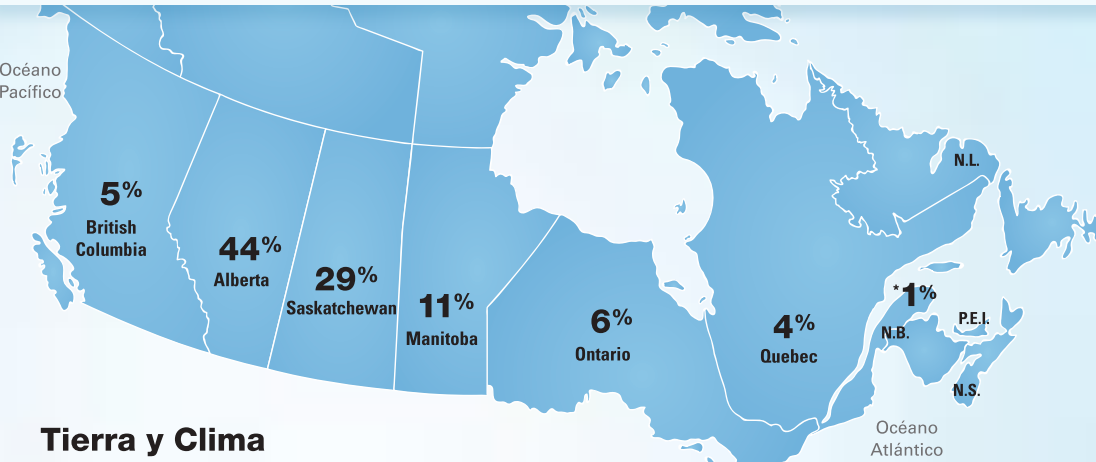 Océano
Pacífico
5%
British
Columbia
44%
Alberta
29%
Saskatchewan
11%
Manitoba
6%
Ontario
4%
Quebec
N.L.
*1%
P.E.I.
N.B.
N.S.
Océano
Atlántico
Tierra y Clima